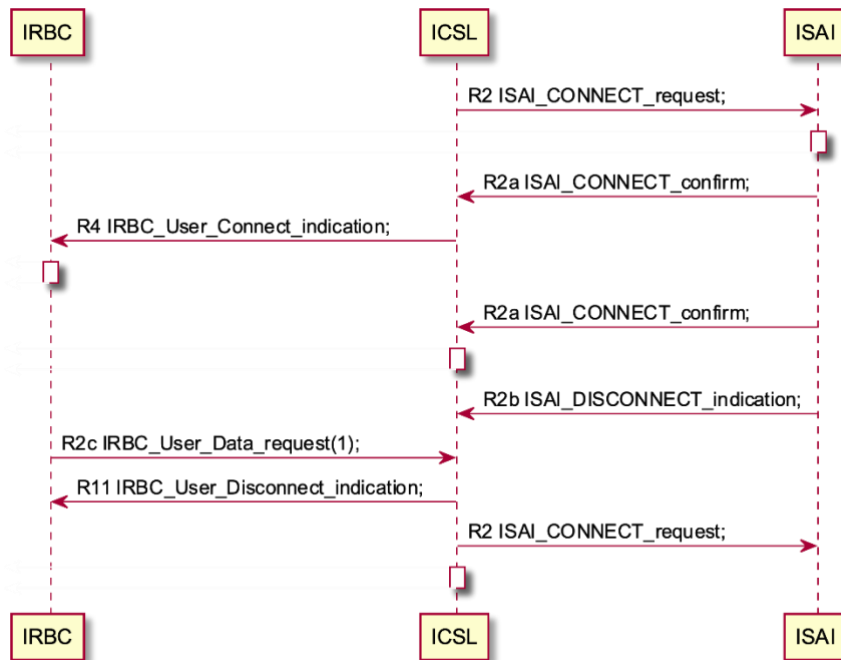 IRBC ICSL ISAI
R2 ISAI_CONNECT_request;
R2a ISAI_CONNECT_confirm;
R4 IRBC_User_Connect_indication;
R2a ISAI_CONNECT_confirm;
R2b ISAI_DISCONNECT_indication;
R2c IRBC_User_Data_request(1);
R11 IRBC_User_Disconnect_indication;
R2 ISAI_CONNECT_request;
IRBC ICSL ISAI